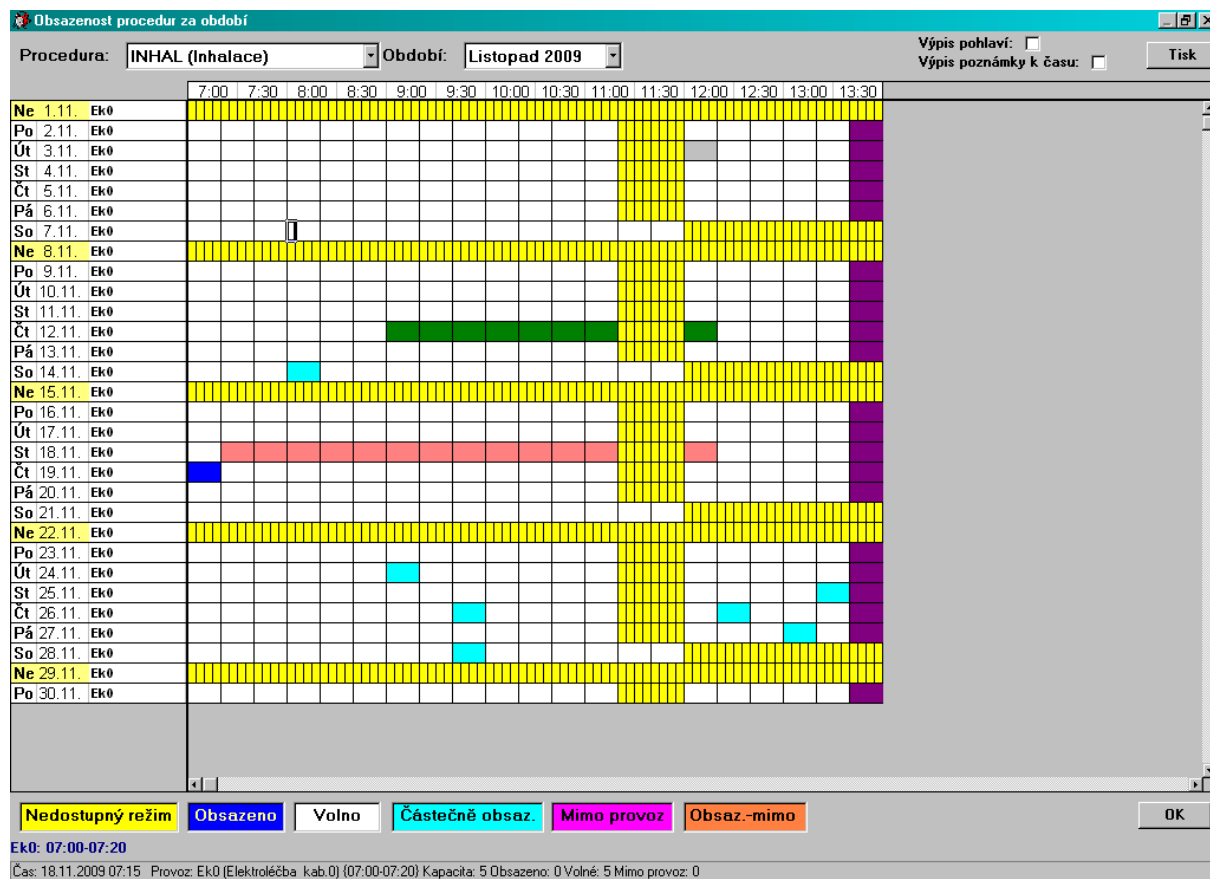 Obsazenost procedur za období
Procedura: INHAL (Inhalace) Období: Listopad 2009 Výpis pohlaví: Tisk
Výpis poznámky k času:
7:00 7:30 8:00 8:30 9:00 9:30 10:00 10:30 11:00 11:30 12:00 12:30 13:00 13:30
Ne 1.11. Ek0
Po 2.11. Ek0
Út 3.11. Ek0
St 4.11. Ek0
Čt 5.11. Ek0
Pá 6.11. Ek0
So 7.11. Ek0
Ne 8.11. Ek0
Po 9.11. Ek0
Út 10.11. Ek0
St 11.11. Ek0
Čt 12.11. Ek0
Pá 13.11. Ek0
So 14.11. Ek0
Ne 15.11. Ek0
Po 16.11. Ek0
Út 17.11. Ek0
St 18.11. Ek0
Čt 19.11. Ek0
Pá 20.11. Ek0
So 21.11. Ek0
Ne 22.11. Ek0
Po 23.11. Ek0
Út 24.11. Ek0
St 25.11. Ek0
Čt 26.11. Ek0
Pá 27.11. Ek0
So 28.11. Ek0
Ne 29.11. Ek0
Po 30.11. Ek0
Nedostupný režim Obsazeno Volno Částečně obsaz. Mimo provoz Obsaz.-mimo OK
Ek0: 07:00-07:20
Čas: 18.11.2009 07:15 Provoz: Ek0 (Elektroléčba kab.0) {07:00-07:20} Kapacita: 5 Obsazeno: 0 Volné: 5 Mimo provoz: 0